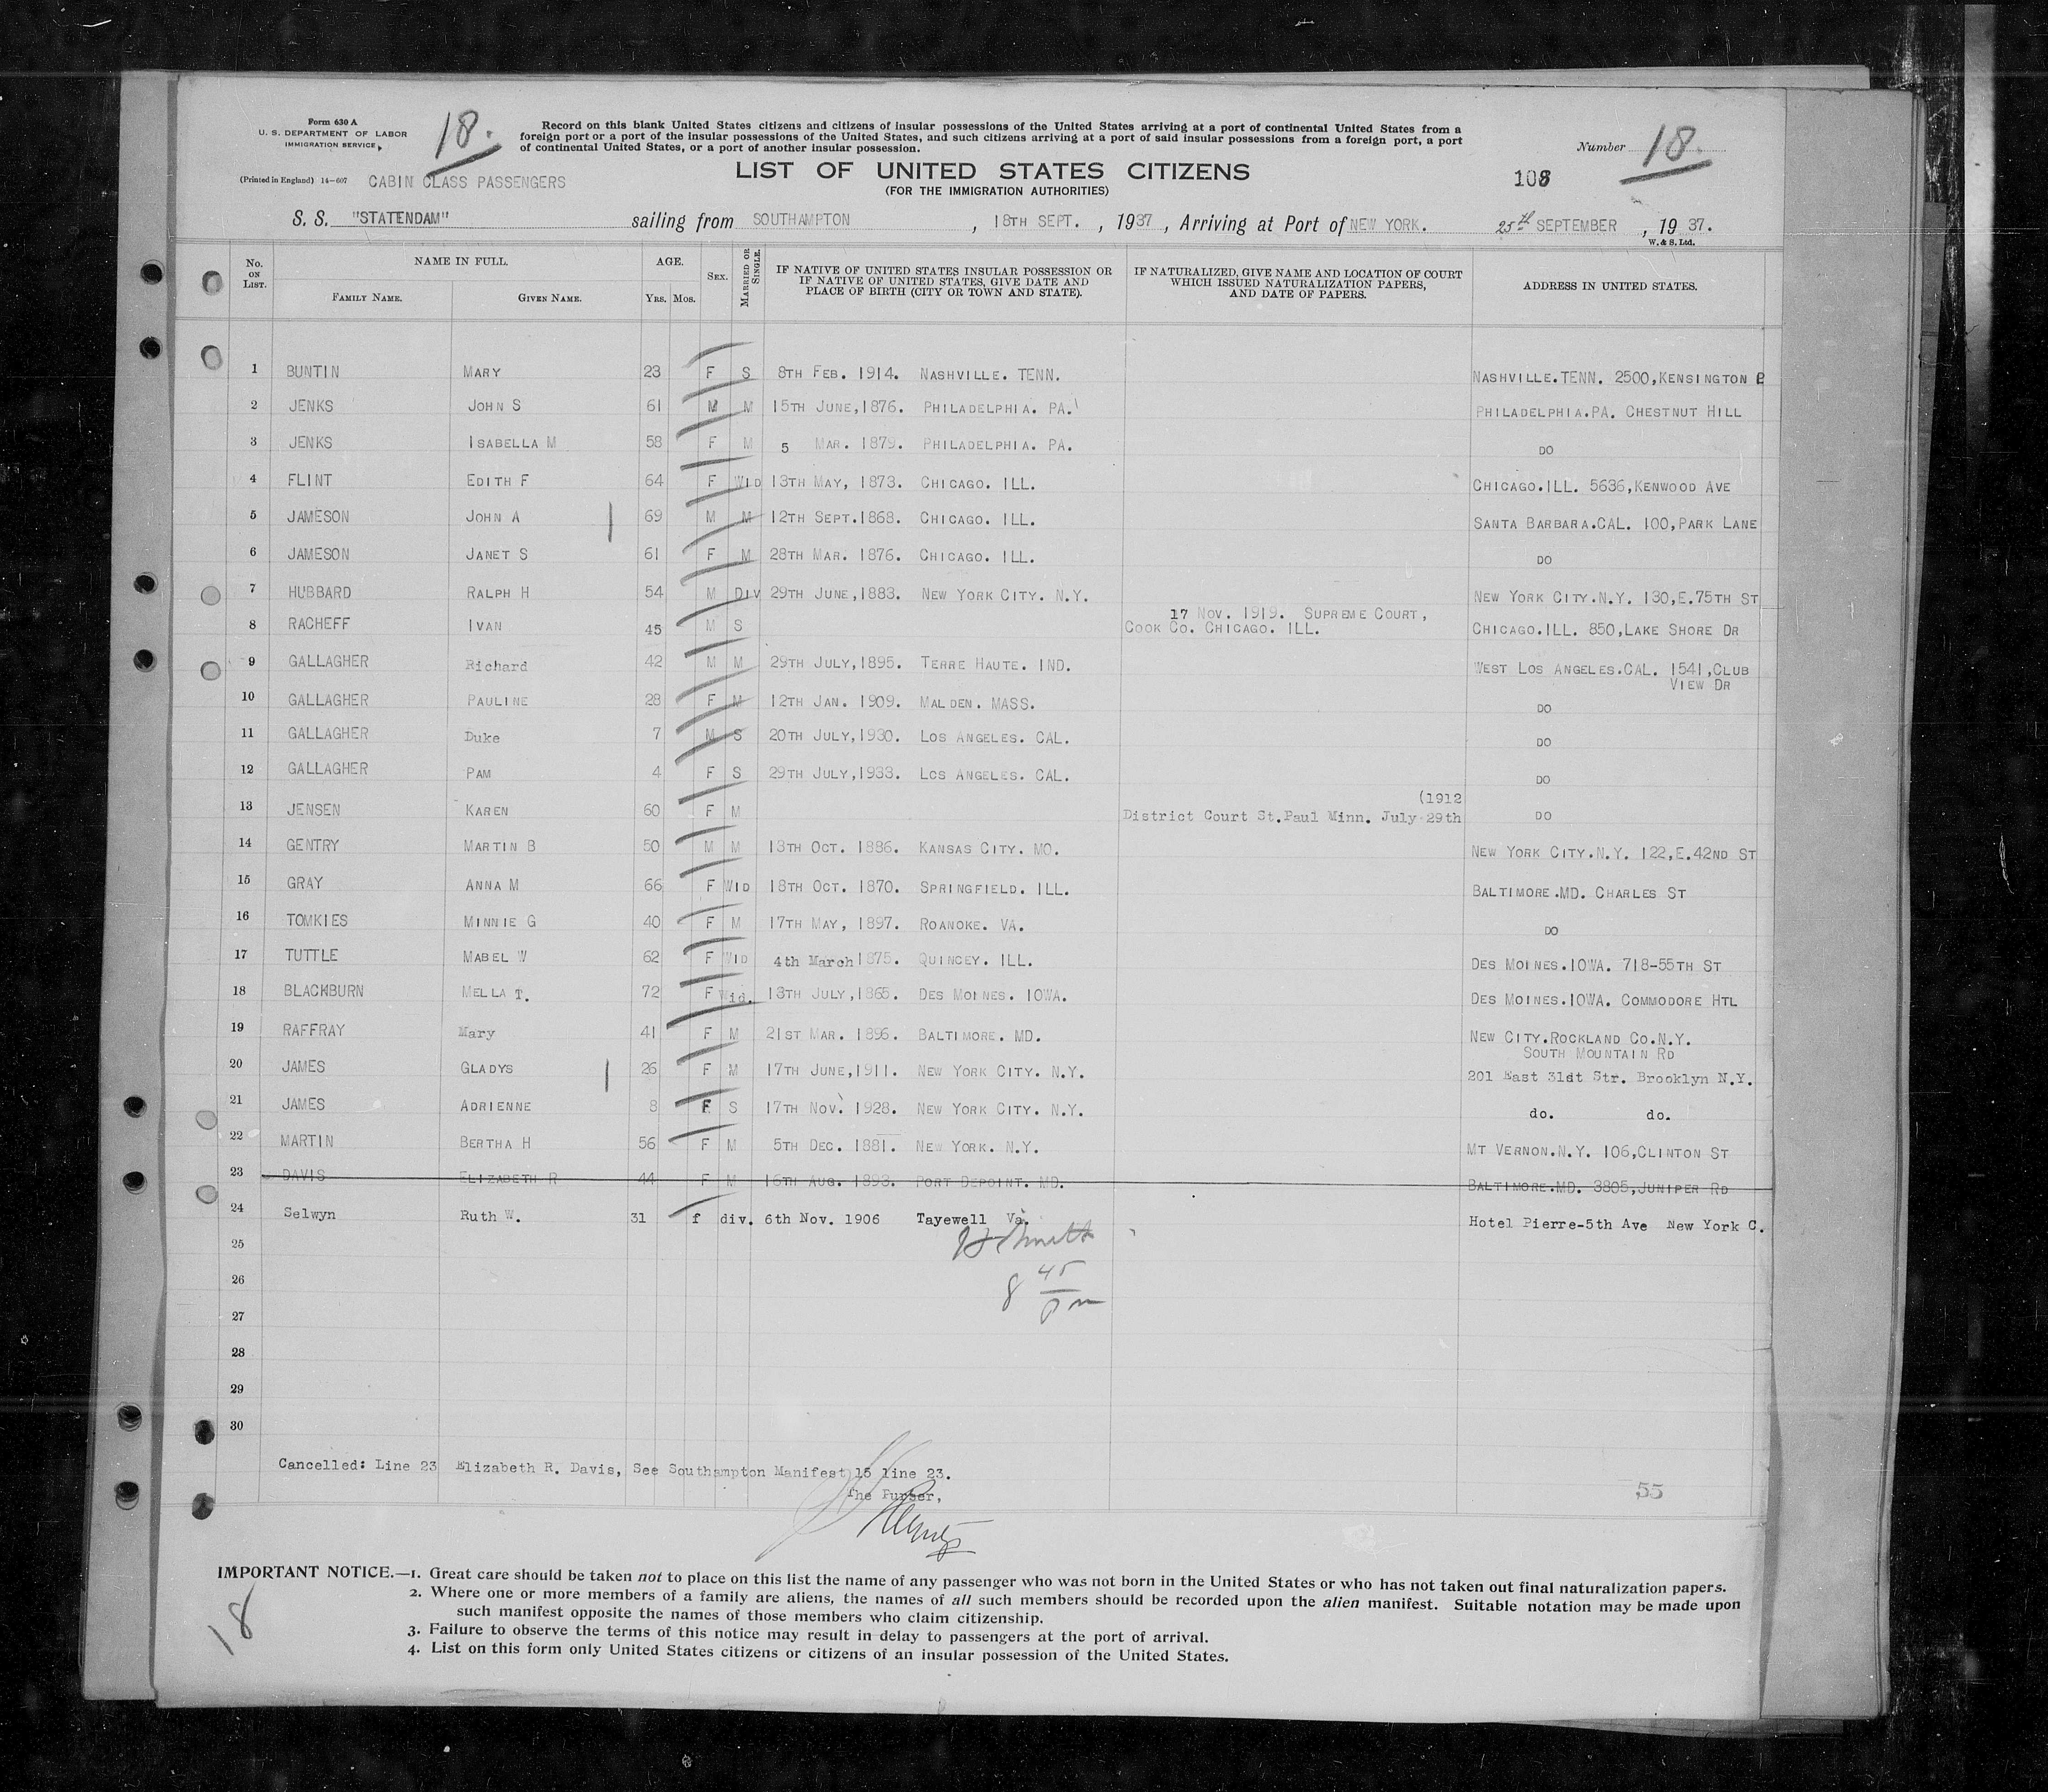 Form 630 A
U. S. DEPARTMENT OF LABOR
IMMIGRATION SERVICE
18.
Record on this blank United States citizens and citizens of insular possessions of the United States arriving at a port of continental United States from a
foreign port or a port of the insular possessions of the United States, and such citizens arriving at a port of said insular possessions from a foreign port, a port
of continental United States, or a port of another insular possession.
Number 18.
LIST OF UNITED STATES CITIZENS
(FOR THE IMMIGRATION AUTHORITIES)
(Printed in England) 14-607 CABIN CLASS PASSENGERS
108
S. S. "STATENDAM" sailing from SOUTHAMPTON, 18TH SEPT., 1937, Arriving at Port of NEW YORK. 25th SEPTEMBER, 1937.
W. & S. Ltd.
No. ON LIST. NAME IN FULL. AGE. SEX. MARRIED OR SINGLE. IF NATIVE OF UNITED STATES INSULAR POSSESSION OR IF NATIVE OF UNITED STATES, GIVE DATE AND PLACE OF BIRTH (CITY OR TOWN AND STATE). IF NATURALIZED, GIVE NAME AND LOCATION OF COURT WHICH ISSUED NATURALIZATION PAPERS, AND DATE OF PAPERS. ADDRESS IN UNITED STATES.
FAMILY NAME. GIVEN NAME. YRS. MOS.
1 BUNTIN MARY 23 F S 8TH FEB. 1914. NASHVILLE. TENN. NASHVILLE.TENN. 2500,KENSINGTON P
2 JENKS JOHN S 61 M M 15TH JUNE,1876. PHILADELPHIA. PA. PHILADELPHIA.PA. CHESTNUT HILL
3 JENKS ISABELLA M 58 F M 5 MAR. 1879. PHILADELPHIA. PA. DO
4 FLINT EDITH F 64 F WID 13TH MAY, 1873. CHICAGO. ILL. CHICAGO.ILL. 5636,KENWOOD AVE
5 JAMESON JOHN A 69 M M 12TH SEPT.1868. CHICAGO. ILL. SANTA BARBARA.CAL. 100,PARK LANE
6 JAMESON JANET S 61 F M 28TH MAR. 1876. CHICAGO. ILL. DO
7 HUBBARD RALPH H 54 M DIV 29TH JUNE,1883. NEW YORK CITY. N.Y. NEW YORK CITY.N.Y. 130,E.75TH ST
17 NOV. 1919. SUPREME COURT,
8 RACHEFF IVAN 45 M S COOK CO. CHICAGO. ILL. CHICAGO.ILL. 850,LAKE SHORE DR
9 GALLAGHER Richard 42 M M 29TH JULY,1895. TERRE HAUTE. IND. WEST LOS ANGELES.CAL. 1541,CLUB
VIEW DR
10 GALLAGHER PAULINE 28 F M 12TH JAN. 1909. MALDEN. MASS. DO
11 GALLAGHER Duke 7 M S 20TH JULY,1930. LOS ANGELES. CAL. DO
12 GALLAGHER PAM 4 F S 29TH JULY,1933. LOS ANGELES. CAL. DO
(1912
13 JENSEN KAREN 60 F M District Court St.Paul Minn. July 29th DO
14 GENTRY MARTIN B 50 M M 13TH OCT. 1886. KANSAS CITY. MO. NEW YORK CITY.N.Y. 122,E.42ND ST
15 GRAY ANNA M 66 F WID 18TH OCT. 1870. SPRINGFIELD. ILL. BALTIMORE.MD. CHARLES ST
16 TOMKIES MINNIE G 40 F M 17TH MAY, 1897. ROANOKE. VA. DO
17 TUTTLE MABEL W 62 F WID 4th March 1875. QUINCEY. ILL. DES MOINES.IOWA. 718-55TH ST
18 BLACKBURN MELLA T. 72 F Wid. 13TH JULY,1865. DES MOINES. IOWA. DES MOINES.IOWA. COMMODORE HTL
19 RAFFRAY Mary 41 F M 21ST MAR. 1896. BALTIMORE. MD. NEW CITY.ROCKLAND CO.N.Y.
SOUTH MOUNTAIN RD
20 JAMES GLADYS 26 F M 17TH JUNE,1911. NEW YORK CITY. N.Y. 201 East 31dt Str. Brooklyn N.Y.
21 JAMES ADRIENNE 8 F S 17TH NOV. 1928. NEW YORK CITY. N.Y. do. do.
22 MARTIN BERTHA H 56 F M 5TH DEC. 1881. NEW YORK. N.Y. MT VERNON.N.Y. 106,CLINTON ST
23 DAVIS ELIZABETH R 44 F M 16TH AUG. 1893. PORT DEPOINT. MD. BALTIMORE.MD. 3805,JUNIPER RD
24 Selwyn Ruth W. 31 f div. 6th Nov. 1906 Tayewell Va. Hotel Pierre-5th Ave New York C.
25
26
8 45 pm
27
28
29
30
Cancelled: Line 23 Elizabeth R. Davis, See Southampton Manifest 15 line 23.
The Purser,
55
IMPORTANT NOTICE.—1. Great care should be taken not to place on this list the name of any passenger who was not born in the United States or who has not taken out final naturalization papers.
2. Where one or more members of a family are aliens, the names of all such members should be recorded upon the alien manifest. Suitable notation may be made upon
such manifest opposite the names of those members who claim citizenship.
3. Failure to observe the terms of this notice may result in delay to passengers at the port of arrival.
4. List on this form only United States citizens or citizens of an insular possession of the United States.
18